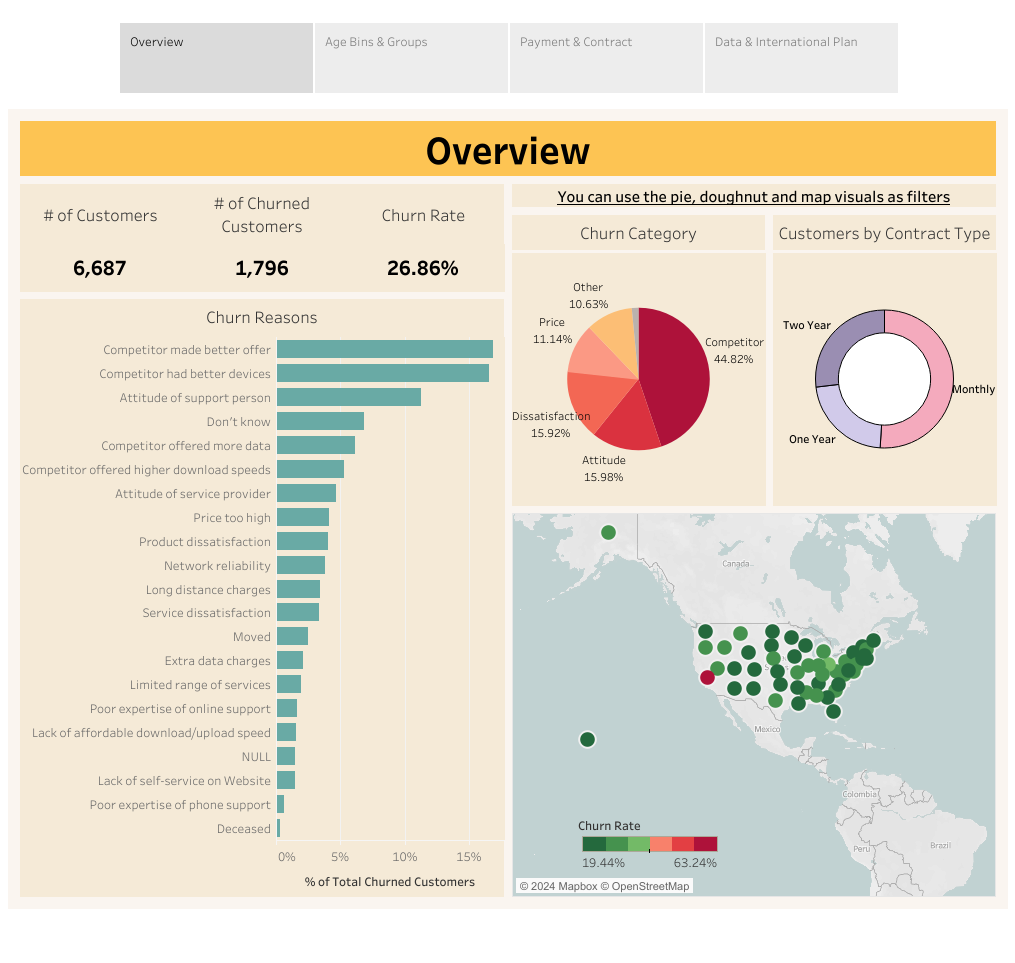 Overview
Age Bins & Groups
Payment & Contract
Data & International Plan
Overview
# of Customers
# of Churned
Customers
Churn Rate
6,687
1,796
26.86%
You can use the pie, doughnut and map visuals as filters
Churn Reasons
Competitor made better offer
Competitor had better devices
Attitude of support person
Don't know
Competitor offered more data
Competitor offered higher download speeds
Attitude of service provider
Price too high
Product dissatisfaction
Network reliability
Long distance charges
Service dissatisfaction
Moved
Extra data charges
Limited range of services
Poor expertise of online support
Lack of affordable download/upload speed
NULL
Lack of self-service on Website
Poor expertise of phone support
Deceased
0%
5%
10%
15%
% of Total Churned Customers
Churn Category
Other
10.63%
Price
11.14%
Competitor
44.82%
Dissatisfaction
15.92%
Attitude
15.98%
Customers by Contract Type
Two Year
Monthly
One Year
Canada
Mexico
Colombia
Peru
Brazil
Churn Rate
19.44%
63.24%
© 2024 Mapbox © OpenStreetMap